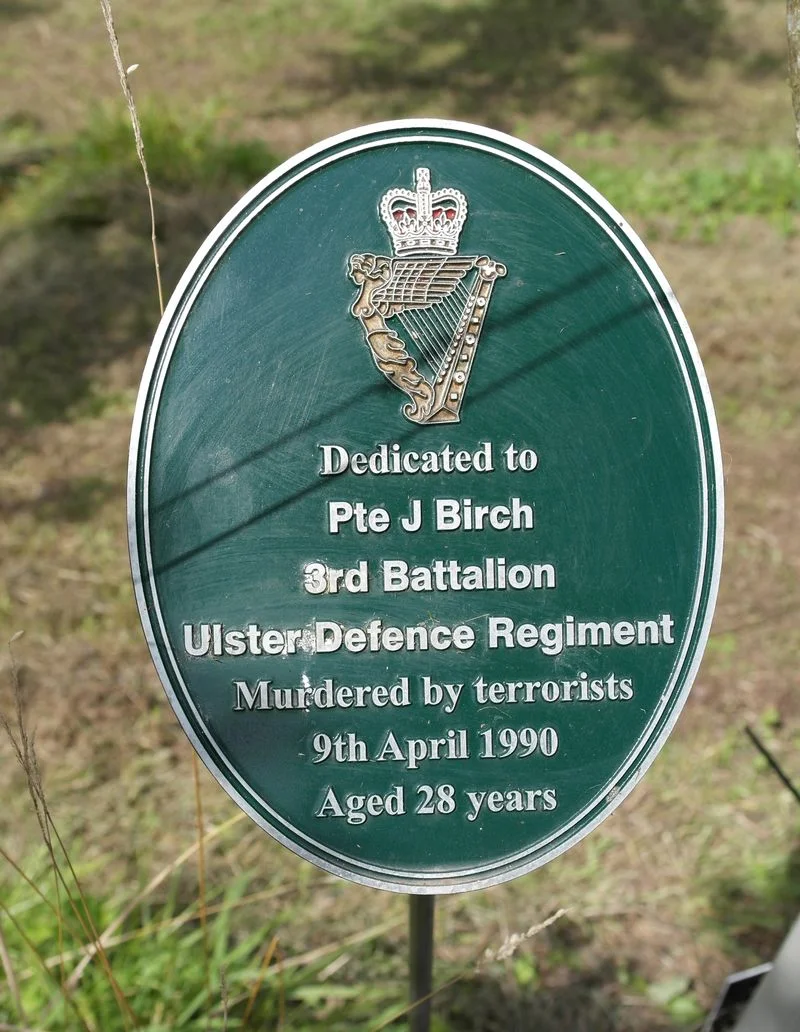 Dedicated to
Pte J Birch
3rd Battalion
Ulster Defence Regiment
Murdered by terrorists
9th April 1990
Aged 28 years